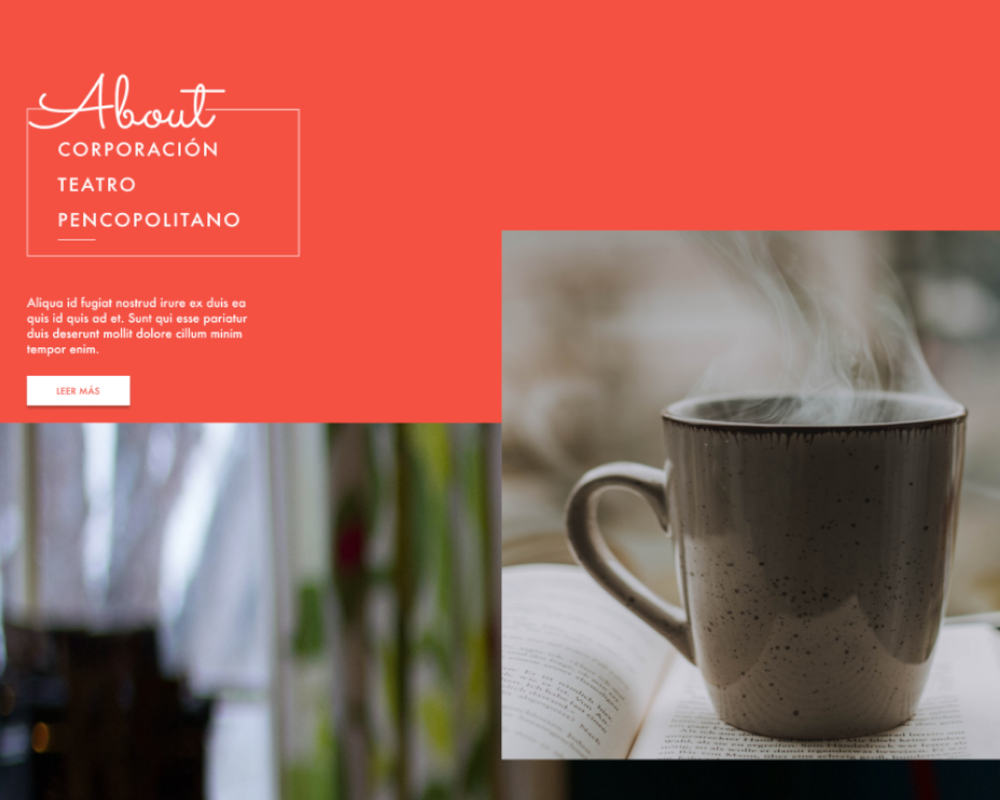 About
CORPORACIÓN
TEATRO
PENCOPOLITANO
Aliqua id fugiat nostrud irure ex duis ea
quis id quis ad et. Sunt qui esse pariatur
duis deserunt mollit dolore cillum minim
tempor enim.
LEER MÁS